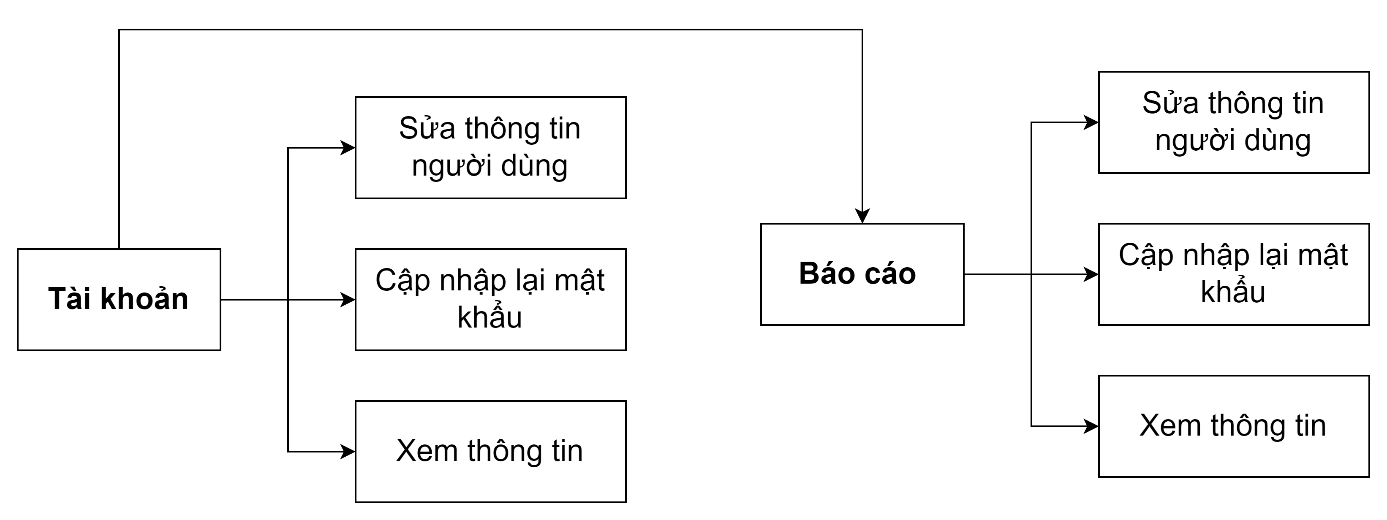 Tài khoản
Sửa thông tin
người dùng
Cập nhập lại mật
khẩu
Xem thông tin
Báo cáo
Sửa thông tin
người dùng
Cập nhập lại mật
khẩu
Xem thông tin